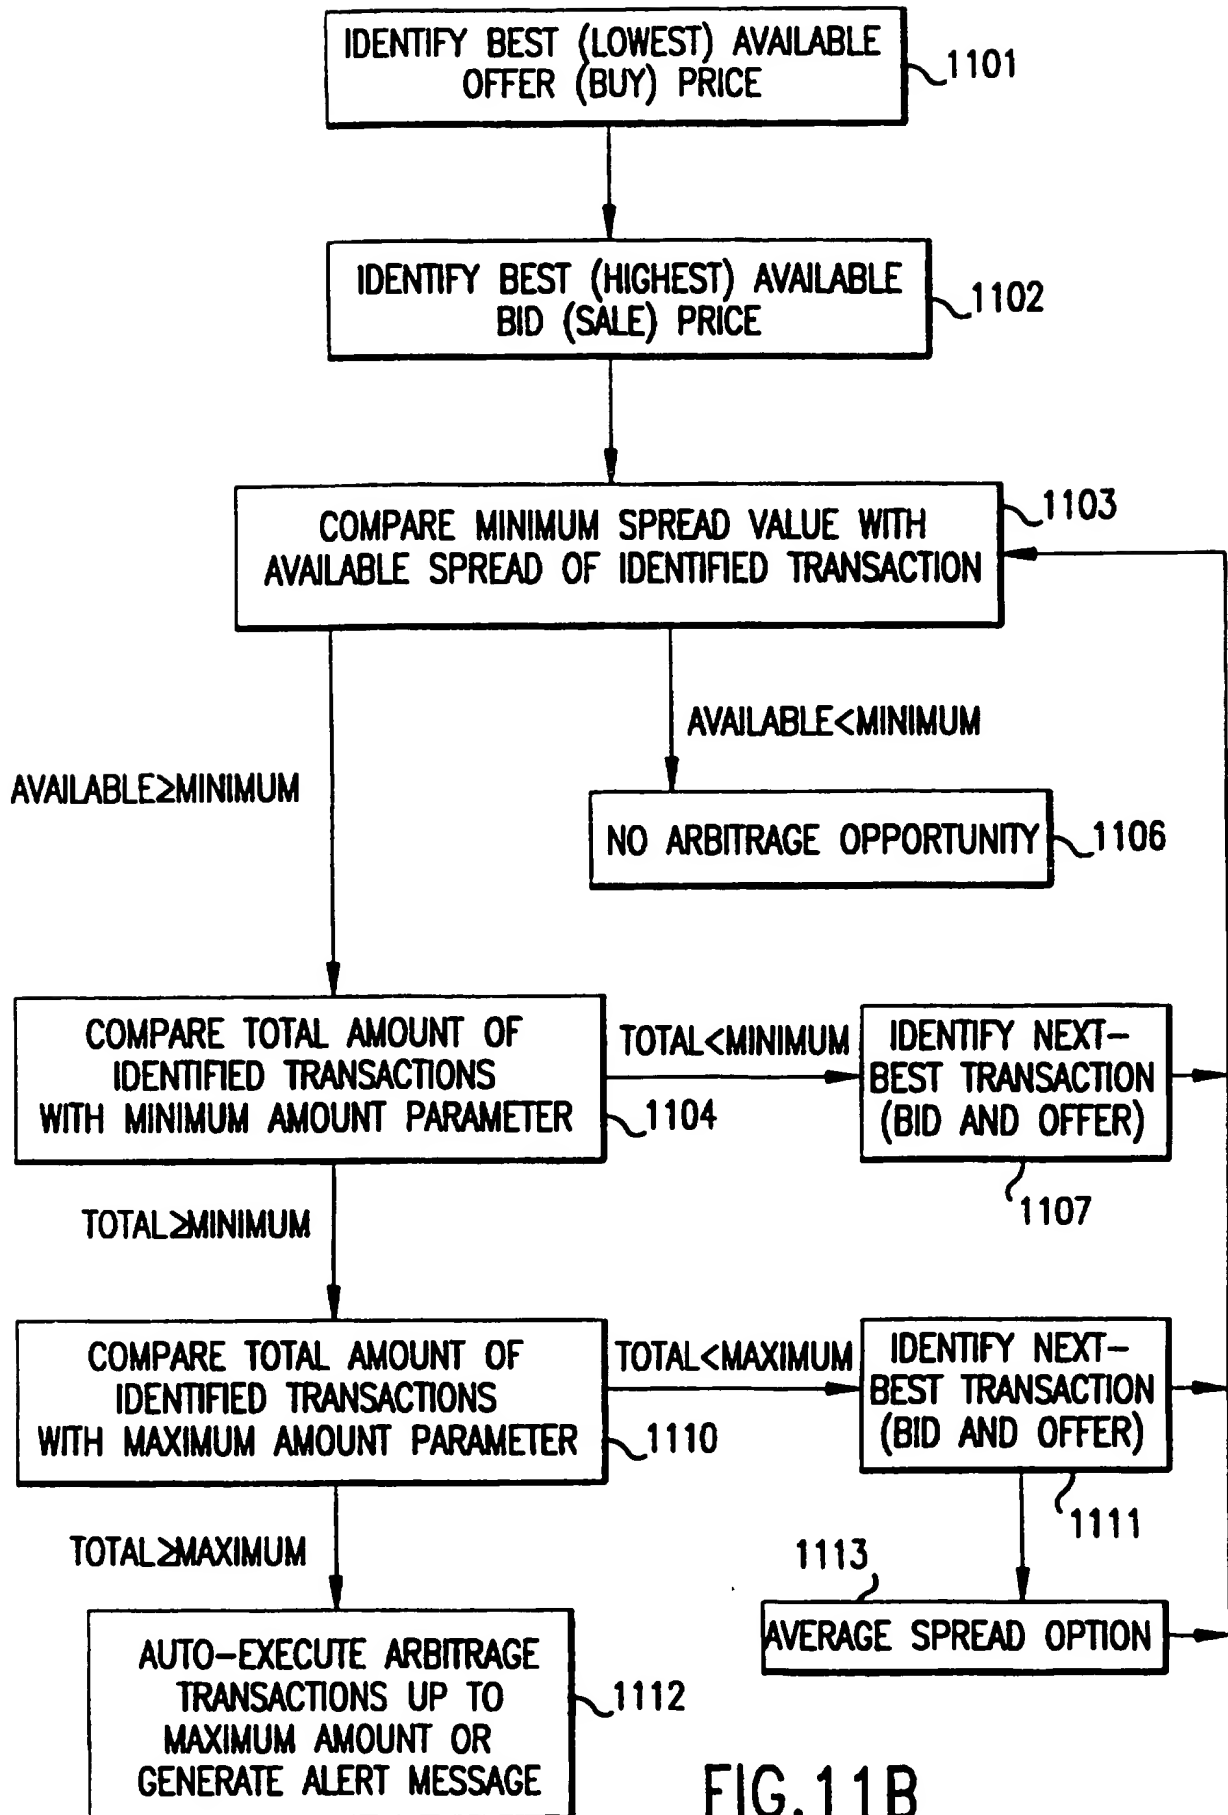 IDENTIFY BEST (LOWEST) AVAILABLE
OFFER (BUY) PRICE
1101
IDENTIFY BEST (HIGHEST) AVAILABLE
BID (SALE) PRICE
1102
COMPARE MINIMUM SPREAD VALUE WITH
AVAILABLE SPREAD OF IDENTIFIED TRANSACTION
1103
AVAILABLE<MINIMUM
AVAILABLE≥MINIMUM
NO ARBITRAGE OPPORTUNITY
1106
COMPARE TOTAL AMOUNT OF
IDENTIFIED TRANSACTIONS
WITH MINIMUM AMOUNT PARAMETER
1104
TOTAL<MINIMUM
IDENTIFY NEXT-
BEST TRANSACTION
(BID AND OFFER)
1107
TOTAL≥MINIMUM
COMPARE TOTAL AMOUNT OF
IDENTIFIED TRANSACTIONS
WITH MAXIMUM AMOUNT PARAMETER
1110
TOTAL<MAXIMUM
IDENTIFY NEXT-
BEST TRANSACTION
(BID AND OFFER)
1111
TOTAL≥MAXIMUM
1113
AVERAGE SPREAD OPTION
AUTO-EXECUTE ARBITRAGE
TRANSACTIONS UP TO
MAXIMUM AMOUNT OR
GENERATE ALERT MESSAGE
1112
FIG.11B